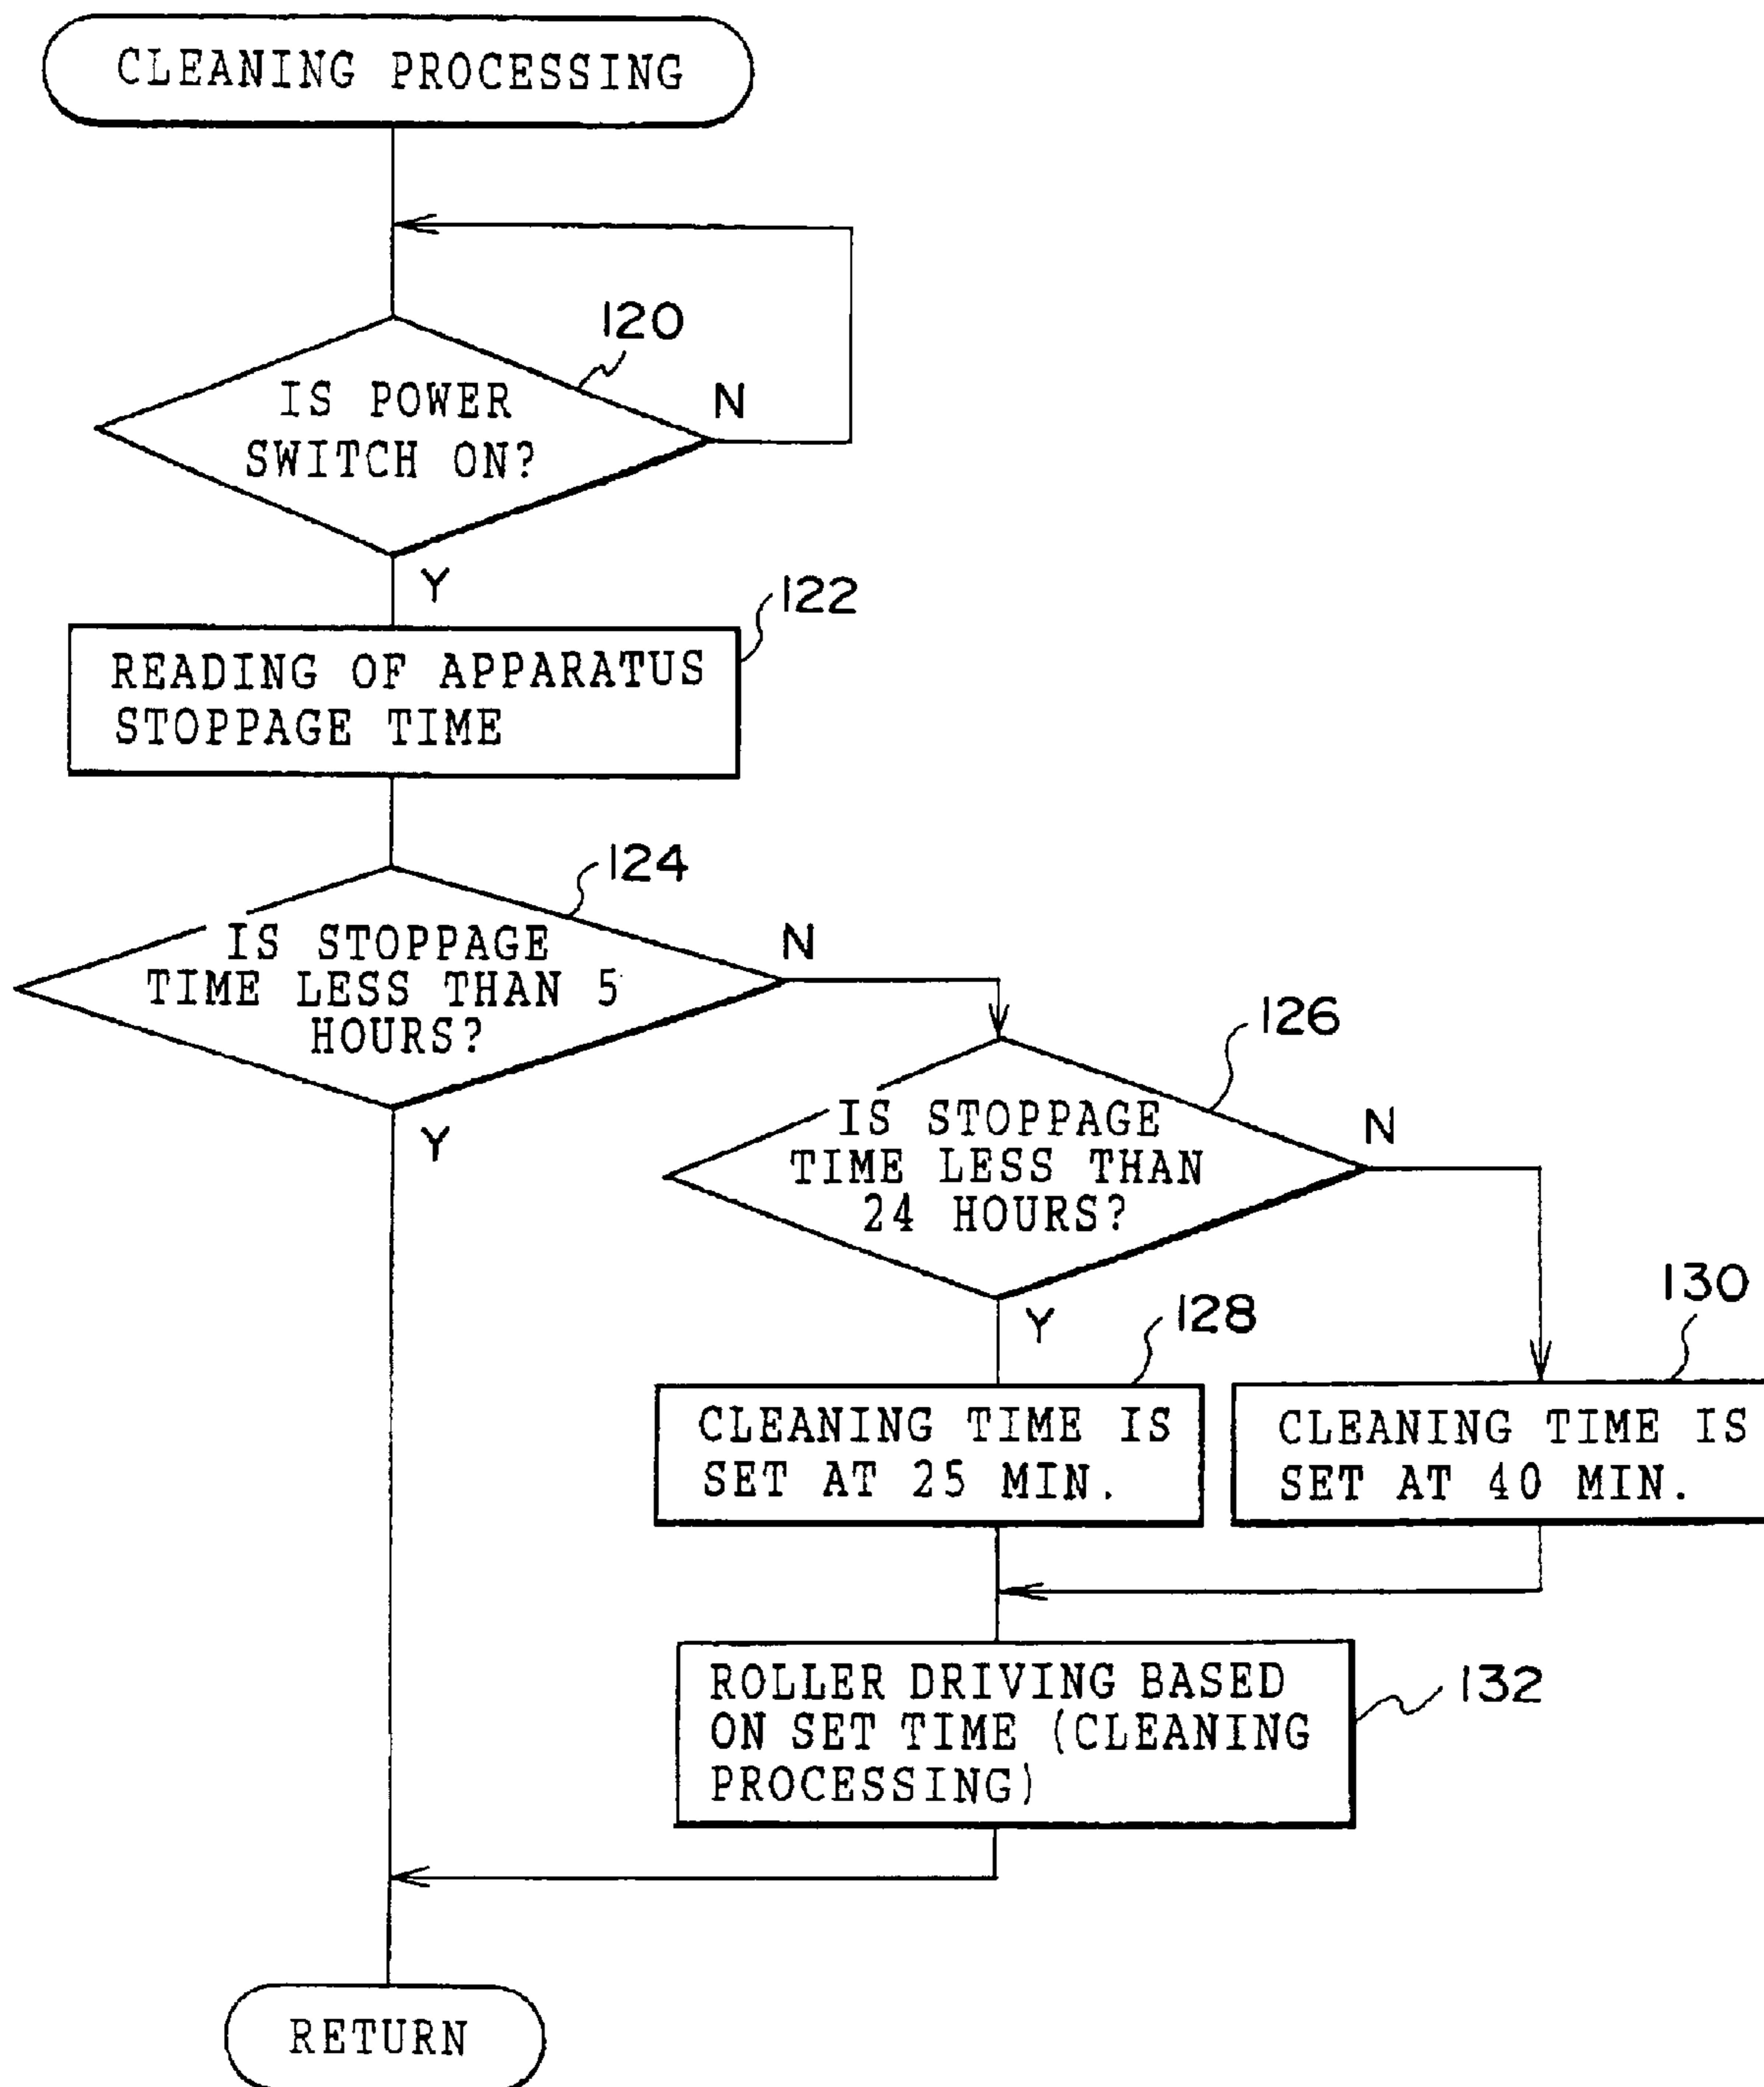 CLEANING PROCESSING
120
IS POWER
SWITCH ON?
N
Y
122
READING OF APPARATUS
STOPPAGE TIME
124
IS STOPPAGE
TIME LESS THAN 5
HOURS?
N
Y
126
IS STOPPAGE
TIME LESS THAN
24 HOURS?
N
Y
128
CLEANING TIME IS
SET AT 25 MIN.
130
CLEANING TIME IS
SET AT 40 MIN.
132
ROLLER DRIVING BASED
ON SET TIME (CLEANING
PROCESSING)
RETURN